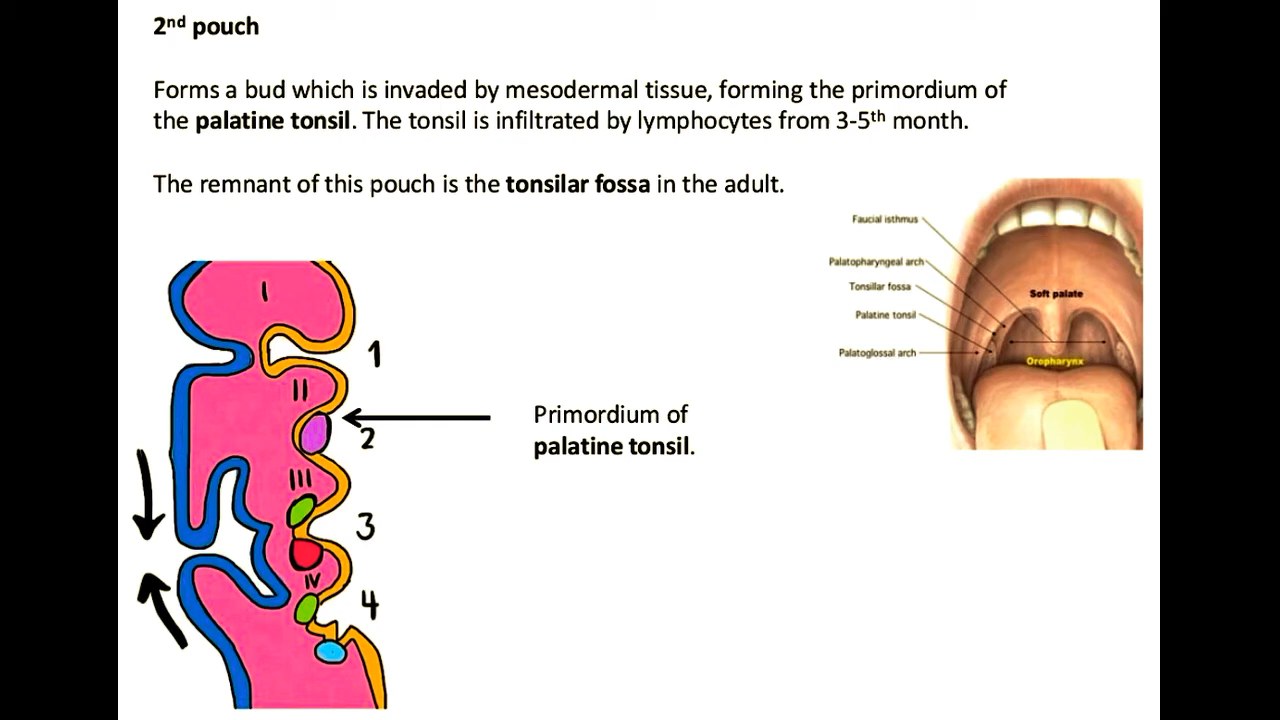 2nd pouch
Forms a bud which is invaded by mesodermal tissue, forming the primordium of
the palatine tonsil. The tonsil is infiltrated by lymphocytes from 3-5th month.
The remnant of this pouch is the tonsilar fossa in the adult.
Faucial isthmus
Palatopharyngeal arch
Tonsillar fossa
Palatine tonsil
Palatoglossal arch
Soft palate
Oropharynx
I
1
II
2
III
3
IV
4
Primordium of
palatine tonsil.